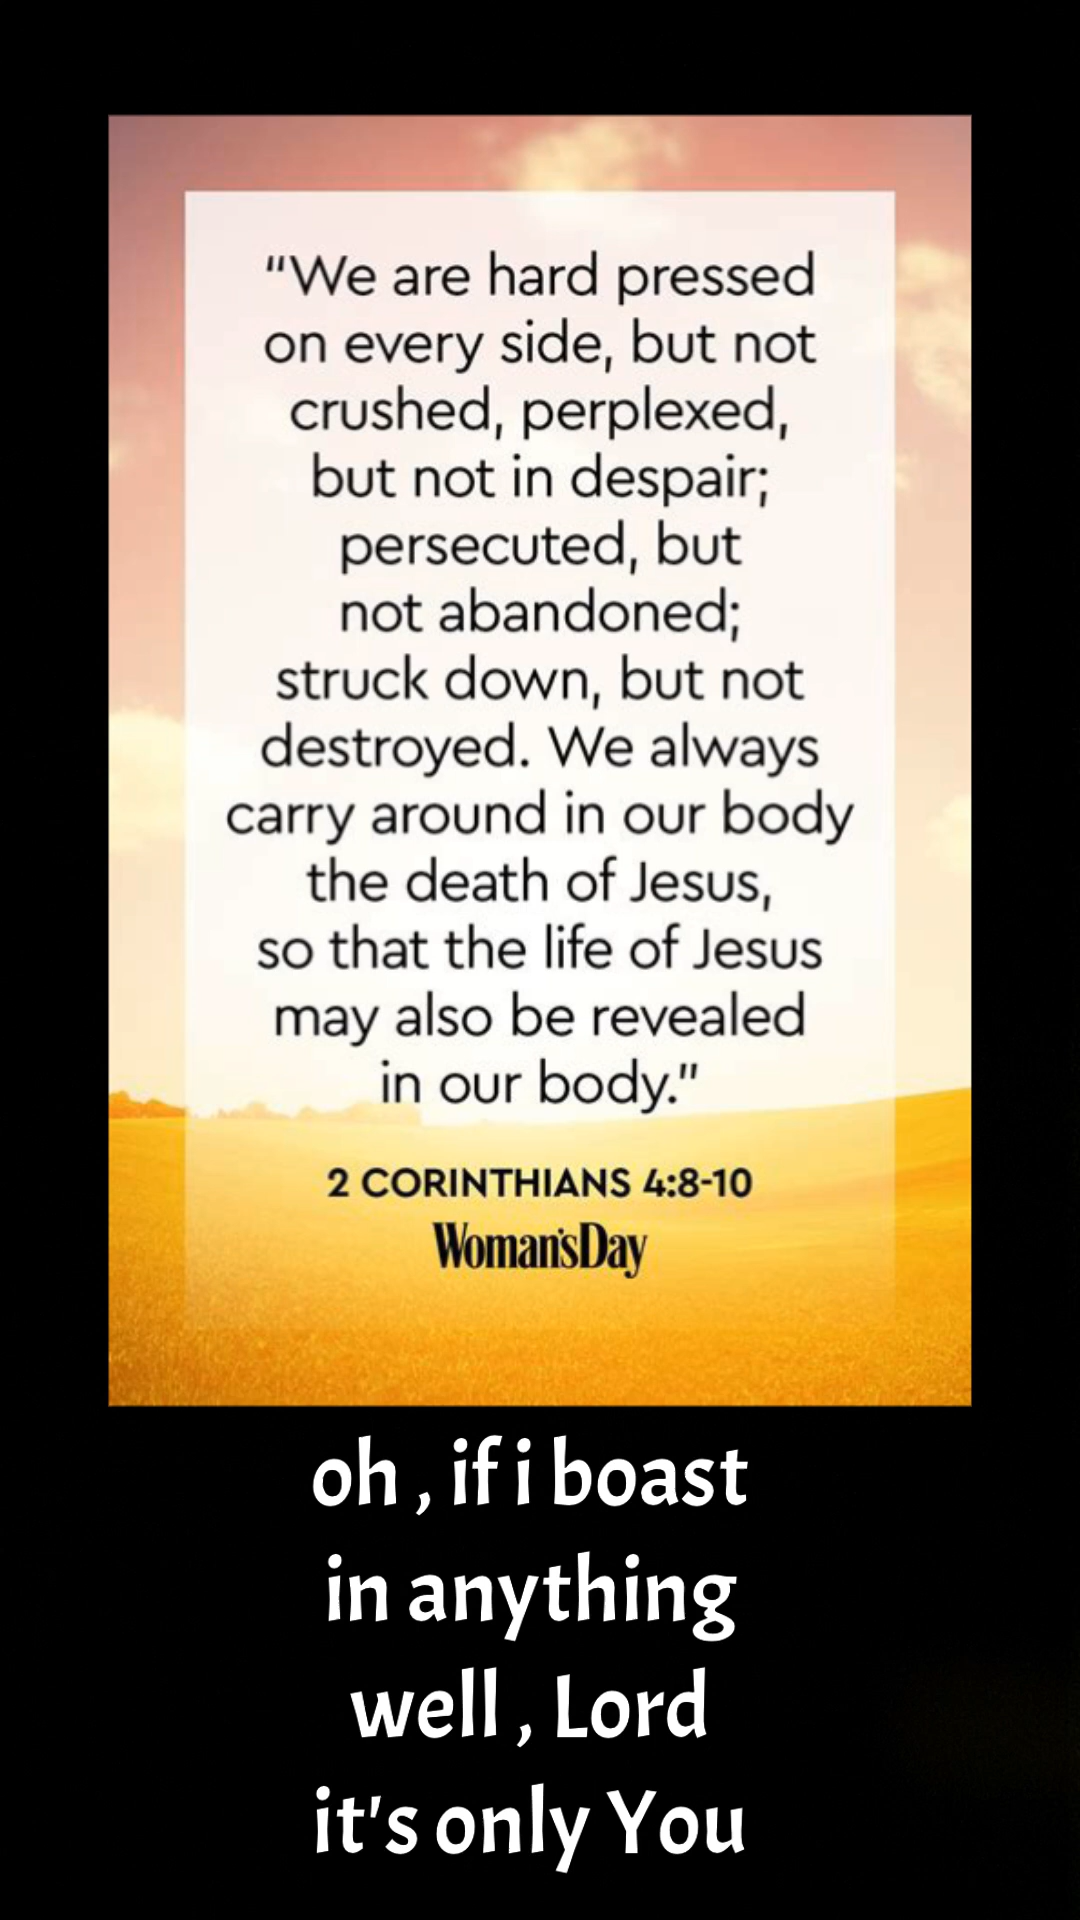 “We are hard pressed
on every side, but not
crushed, perplexed,
but not in despair;
persecuted, but
not abandoned;
struck down, but not
destroyed. We always
carry around in our body
the death of Jesus,
so that the life of Jesus
may also be revealed
in our body.”
2 CORINTHIANS 4:8-10
Woman'sDay
oh , if i boast
in anything
well , Lord
it's only You